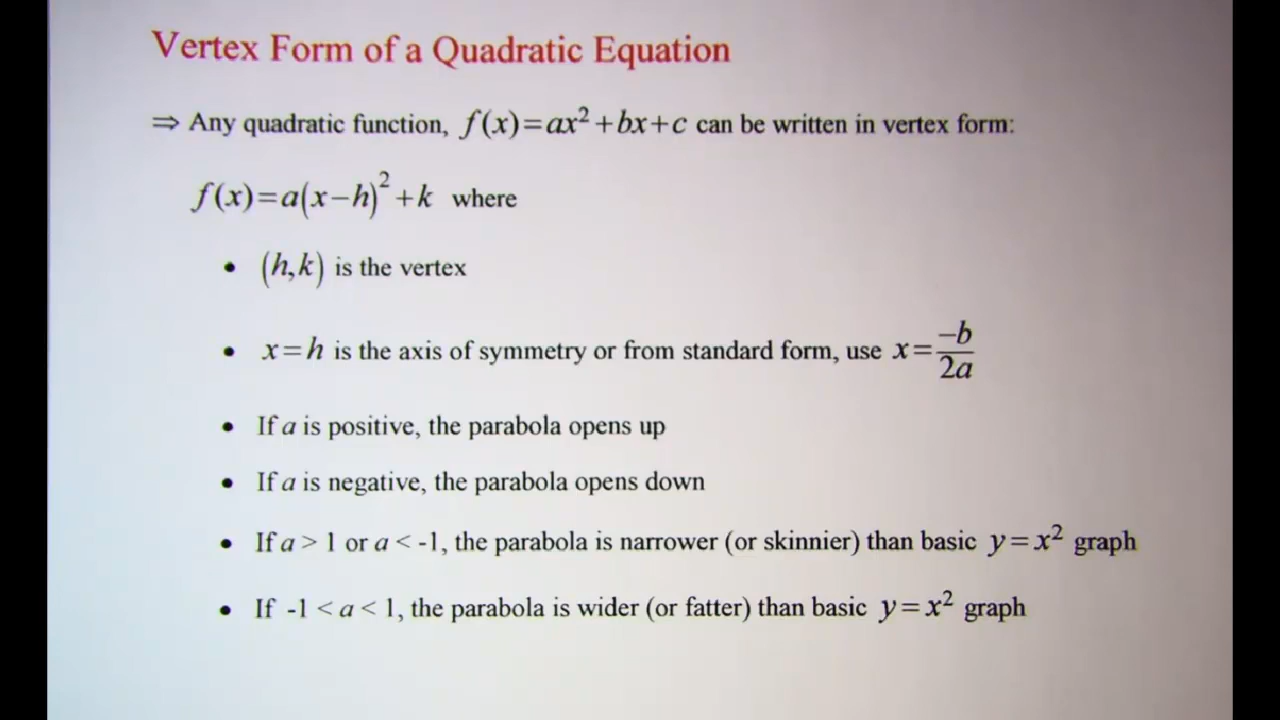 Vertex Form of a Quadratic Equation
⇒ Any quadratic function, f(x)=ax²+bx+c can be written in vertex form:
f(x)=a(x−h)²+k where
• (h,k) is the vertex
• x=h is the axis of symmetry or from standard form, use x=−b/2a
• If a is positive, the parabola opens up
• If a is negative, the parabola opens down
• If a > 1 or a < -1, the parabola is narrower (or skinnier) than basic y=x² graph
• If -1 < a < 1, the parabola is wider (or fatter) than basic y=x² graph